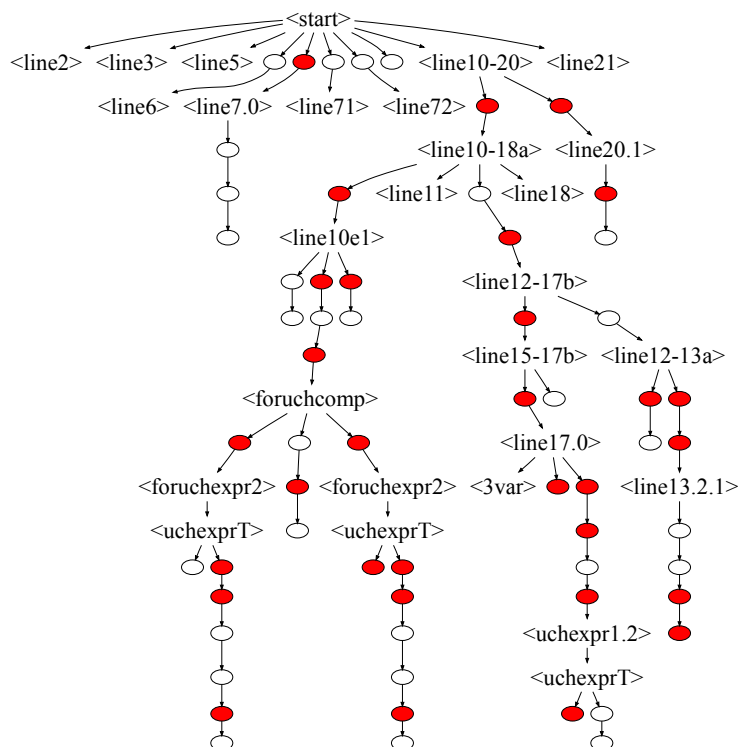 <start>
<line2> <line3> <line5> <line10-20> <line21>
<line6> <line7.0> <line71> <line72>
<line10-18a> <line20.1>
<line11> <line18>
<line10e1>
<line12-17b>
<line15-17b> <line12-13a>
<foruchcomp>
<line17.0>
<foruchexpr2> <foruchexpr2> <3var> <line13.2.1>
<uchexprT> <uchexprT>
<uchexpr1.2>
<uchexprT>